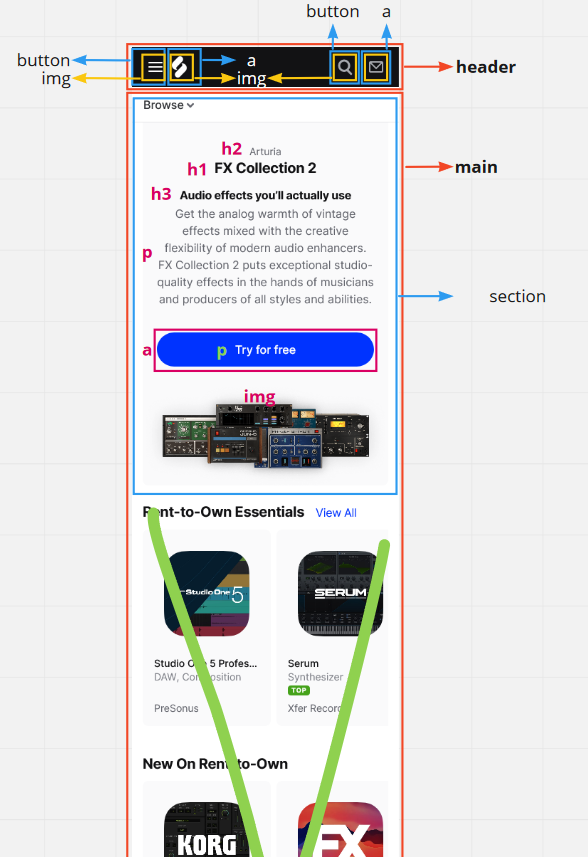 button a
button a
img img
header
Browse
h2 Arturia
h1 FX Collection 2
main
h3 Audio effects you'll actually use
p
Get the analog warmth of vintage
effects mixed with the creative
flexibility of modern audio enhancers.
FX Collection 2 puts exceptional studio-
quality effects in the hands of musicians
and producers of all styles and abilities.
section
a p Try for free
img
Rent-to-Own Essentials View All
Studio One 5
SERUM
Studio One 5 Profes... Serum
DAW, Composition Synthesizer
TOP
PreSonus Xfer Records
New On Rent-to-Own
KORG FX